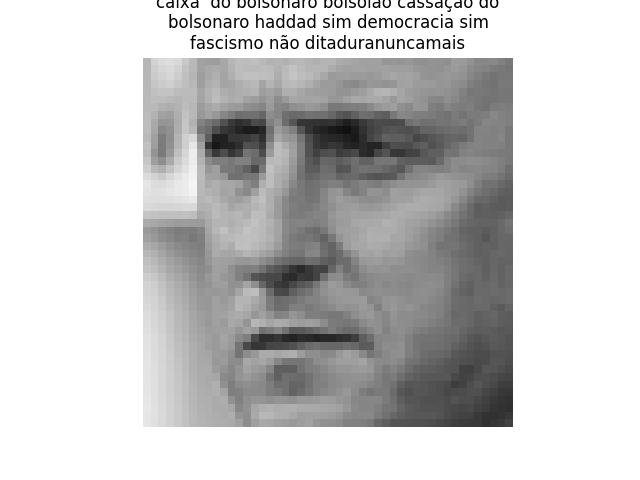 caixa do bolsonaro bolsolão cassação do
bolsonaro haddad sim democracia sim
fascismo não ditaduranuncamais